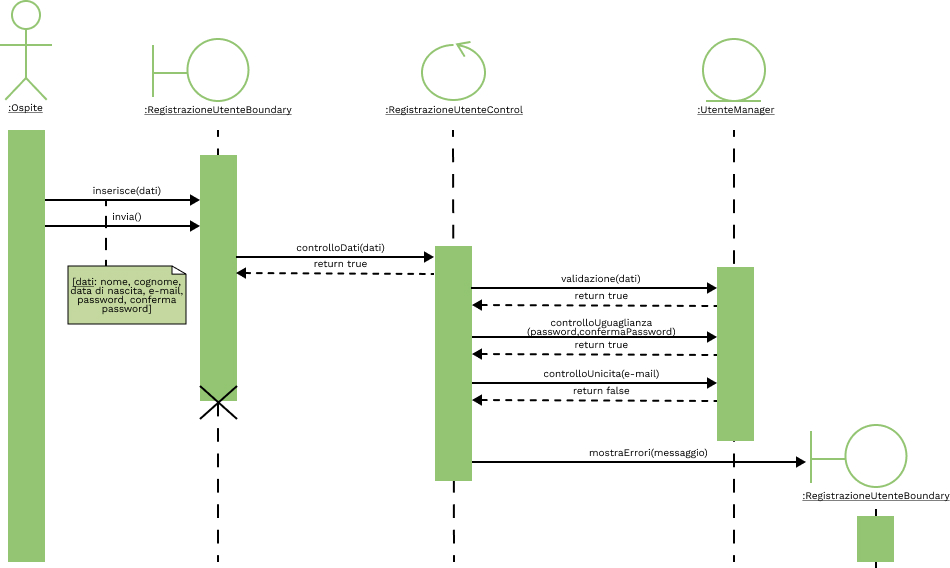 :Ospite
:RegistrazioneUtenteBoundary
:RegistrazioneUtenteControl
:UtenteManager
inserisce(dati)
invia()
controlloDati(dati)
return true
[dati: nome, cognome,
data di nascita, e-mail,
password, conferma
password]
validazione(dati)
return true
controlloUguaglianza
(password,confermaPassword)
return true
controlloUnicita(e-mail)
return false
mostraErrori(messaggio)
:RegistrazioneUtenteBoundary